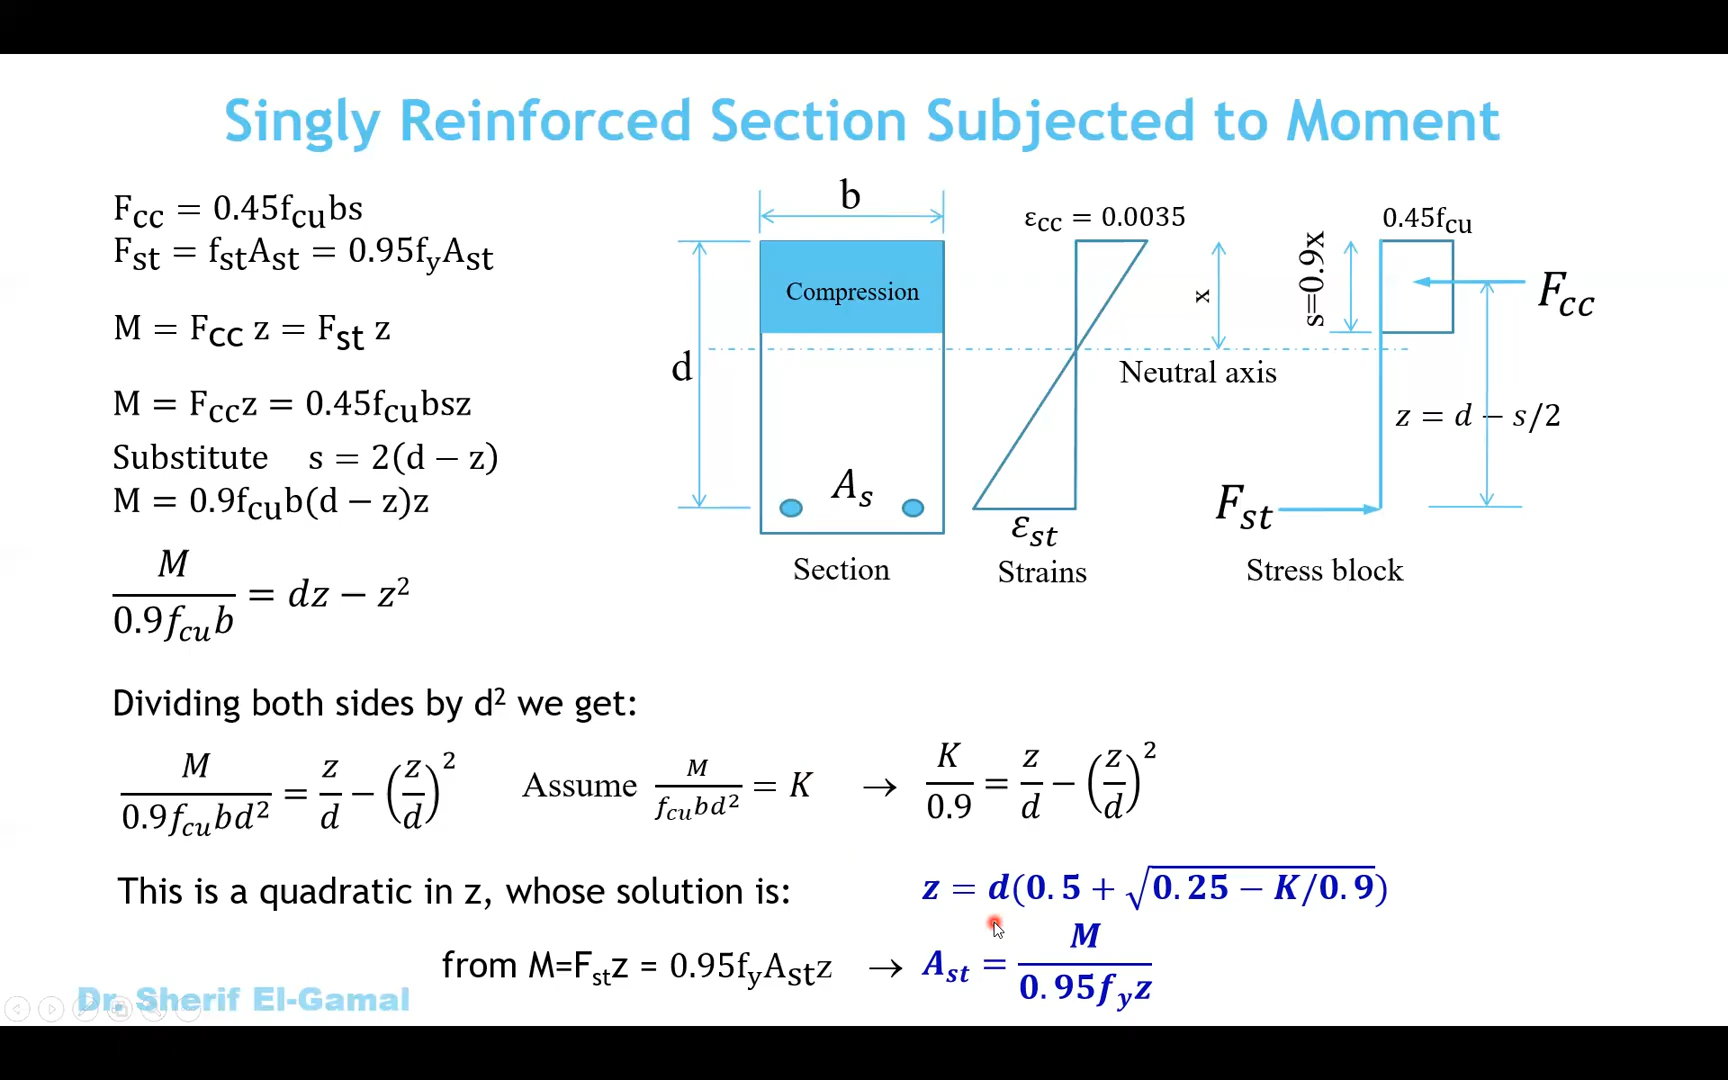 Singly Reinforced Section Subjected to Moment
Fcc = 0.45fcubs
Fst = fstAst = 0.95fyAst
M = Fcc z = Fst z
M = Fccz = 0.45fcubsz
Substitute s = 2(d − z)
M = 0.9fcub(d − z)z
M/0.9fcub = dz − z²
b
d
Compression
As
Section
εcc = 0.0035
x
Neutral axis
εst
Strains
0.45fcu
s=0.9x
Fcc
z = d − s/2
Fst
Stress block
Dividing both sides by d² we get:
M/0.9fcubd² = z/d − (z/d)² Assume M/fcubd² = K → K/0.9 = z/d − (z/d)²
This is a quadratic in z, whose solution is: z = d(0.5 + √0.25 − K/0.9)
from M=Fstz = 0.95fyAstz → Ast = M/0.95fyz
Dr. Sherif El-Gamal